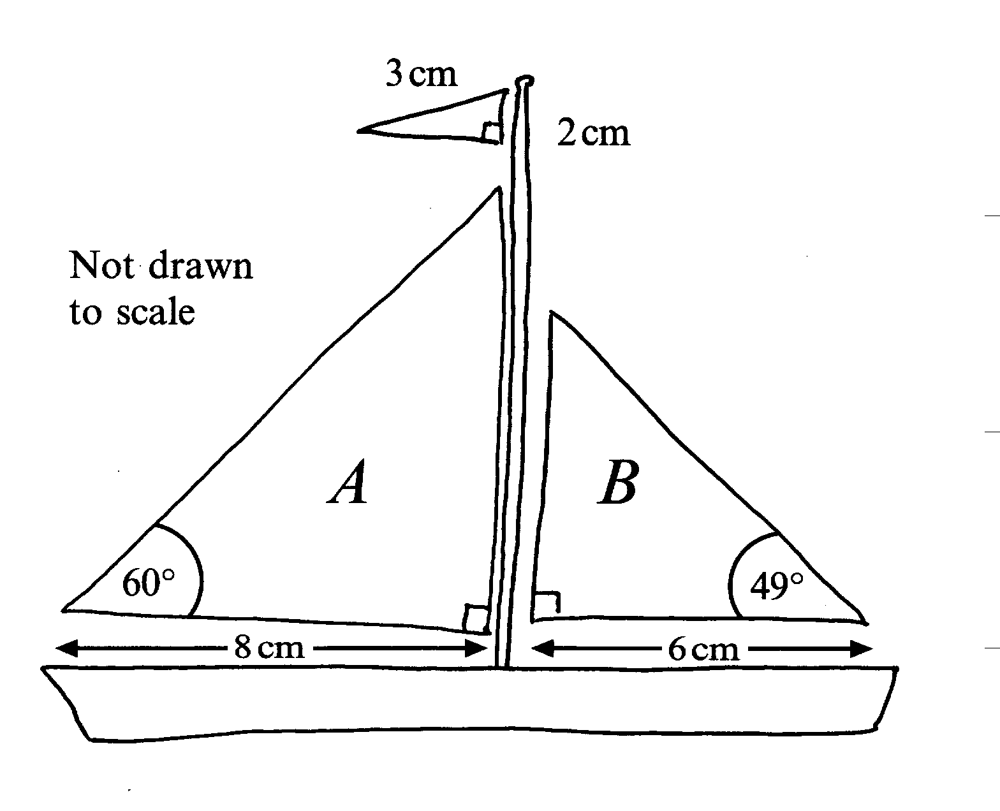 3 cm
2 cm
Not drawn
to scale
A
B
60°
49°
8 cm
6 cm